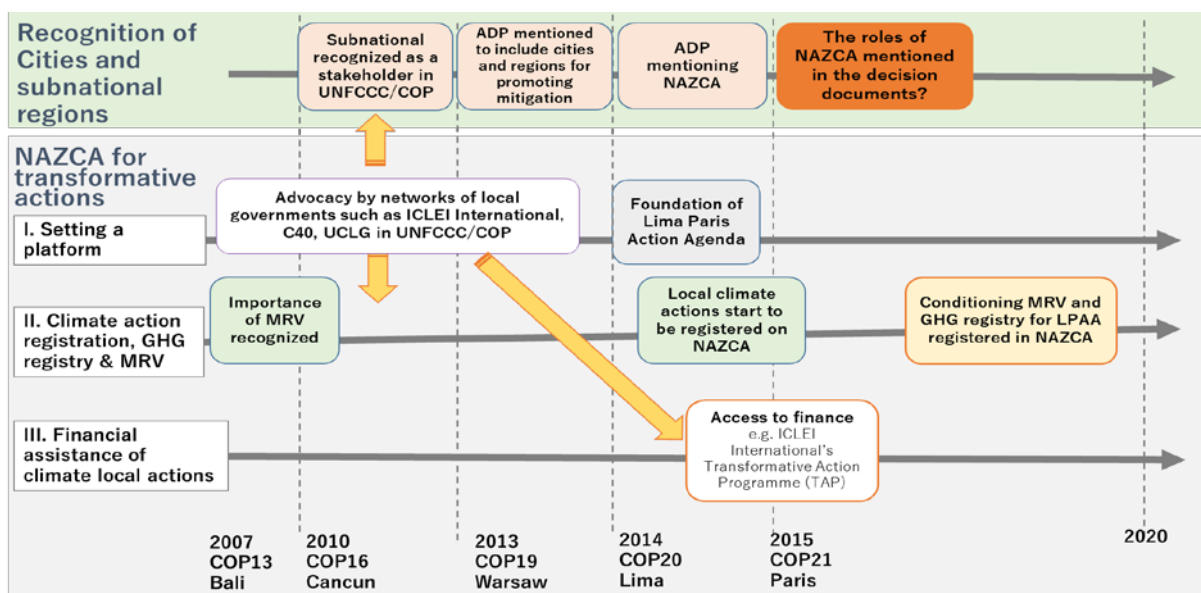 Recognition of
Cities and
subnational
regions
Subnational
recognized as a
stakeholder in
UNFCCC/COP
ADP mentioned
to include cities
and regions for
promoting
mitigation
ADP
mentioning
NAZCA
The roles of
NAZCA mentioned
in the decision
documents?
NAZCA for
transformative
actions
I. Setting a
platform
Advocacy by networks of local
governments such as ICLEI International,
C40, UCLG in UNFCCC/COP
Foundation of
Lima Paris
Action Agenda
II. Climate action
registration, GHG
registry & MRV
Importance
of MRV
recognized
Local climate
actions start to
be registered on
NAZCA
Conditioning MRV and
GHG registry for LPAA
registered in NAZCA
III. Financial
assistance of
climate local actions
Access to finance
e.g. ICLEI
International's
Transformative Action
Programme (TAP)
2007
COP13
Bali
2010
COP16
Cancun
2013
COP19
Warsaw
2014
COP20
Lima
2015
COP21
Paris
2020